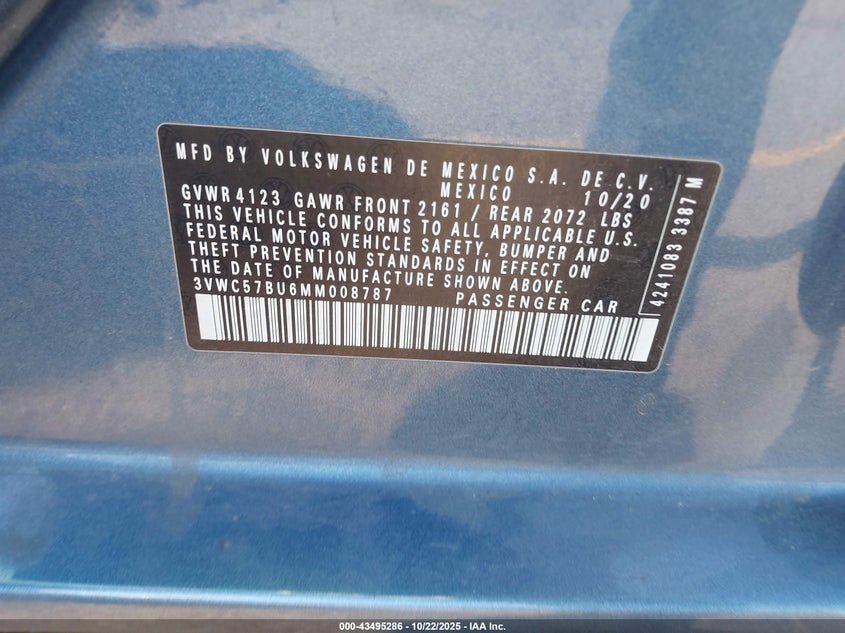 MFD BY VOLKSWAGEN DE MEXICO S.A. DE C.V.
MEXICO 10/20
GVWR 4123 GAWR FRONT 2161 / REAR 2072 LBS
THIS VEHICLE CONFORMS TO ALL APPLICABLE U.S.
FEDERAL MOTOR VEHICLE SAFETY, BUMPER AND
THEFT PREVENTION STANDARDS IN EFFECT ON
THE DATE OF MANUFACTURE SHOWN ABOVE.
3VWC57BU6MM008787 PASSENGER CAR
4241083 3387 M
000-43495286 - 10/22/2025 - IAA Inc.